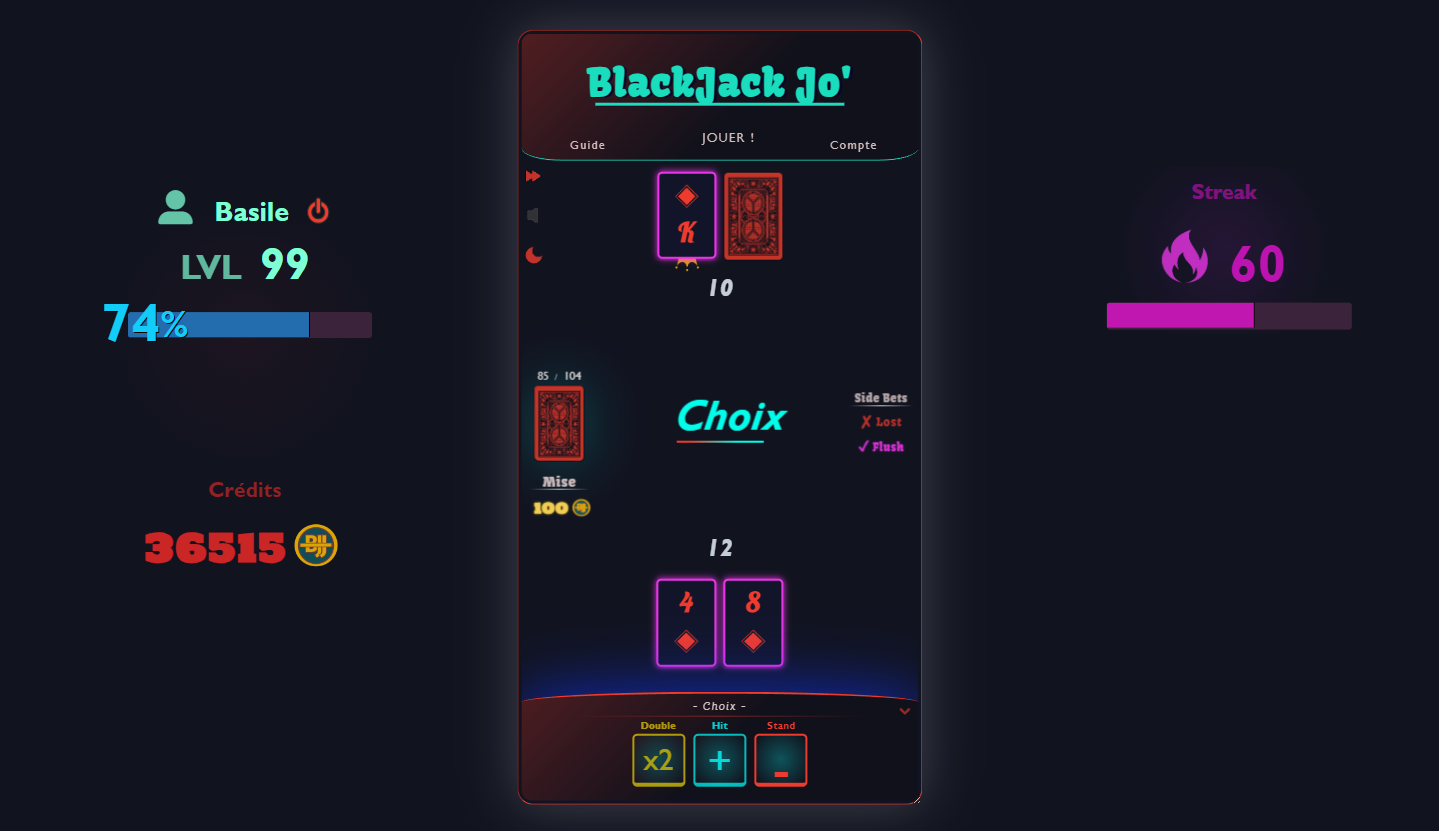 BlackJack Jo'
Guide
JOUER !
Compte
Basile
LVL 99
74%
Crédits
36515
BJJ
K
10
85 / 104
Mise
100
Choix
Side Bets
✗ Lost
✓ Flush
12
4
8
- Choix -
Double
Hit
Stand
x2
+
-
Streak
60